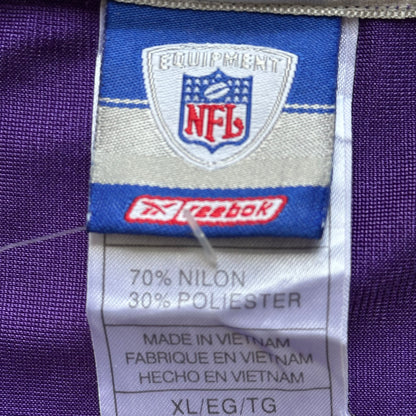 EQUIPMENT
NFL
Reebok
70% NILON
30% POLIESTER
MADE IN VIETNAM
FABRIQUE EN VIETNAM
HECHO EN VIETNAM
XL/EG/TG